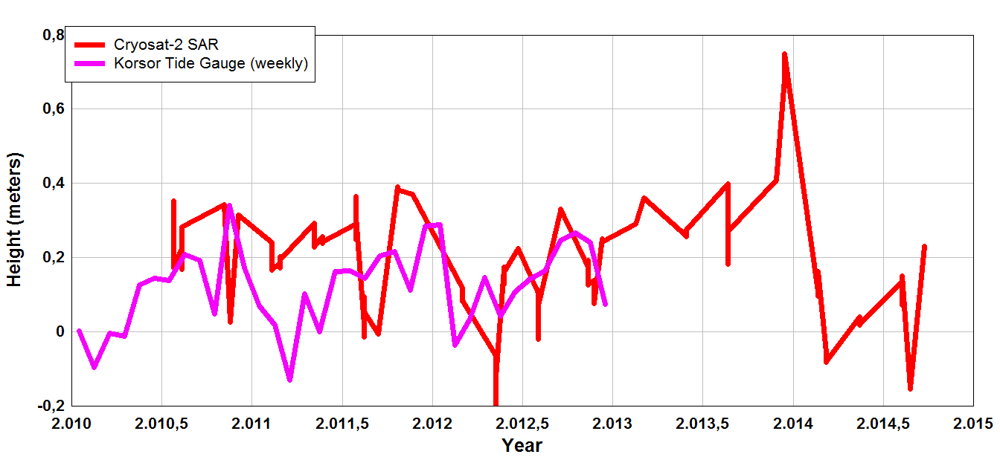 Cryosat-2 SAR
Korsor Tide Gauge (weekly)
0,8
0,6
0,4
0,2
0
-0,2
Height (meters)
2.010 2.010,5 2.011 2.011,5 2.012 2.012,5 2.013 2.013,5 2.014 2.014,5 2.015
Year